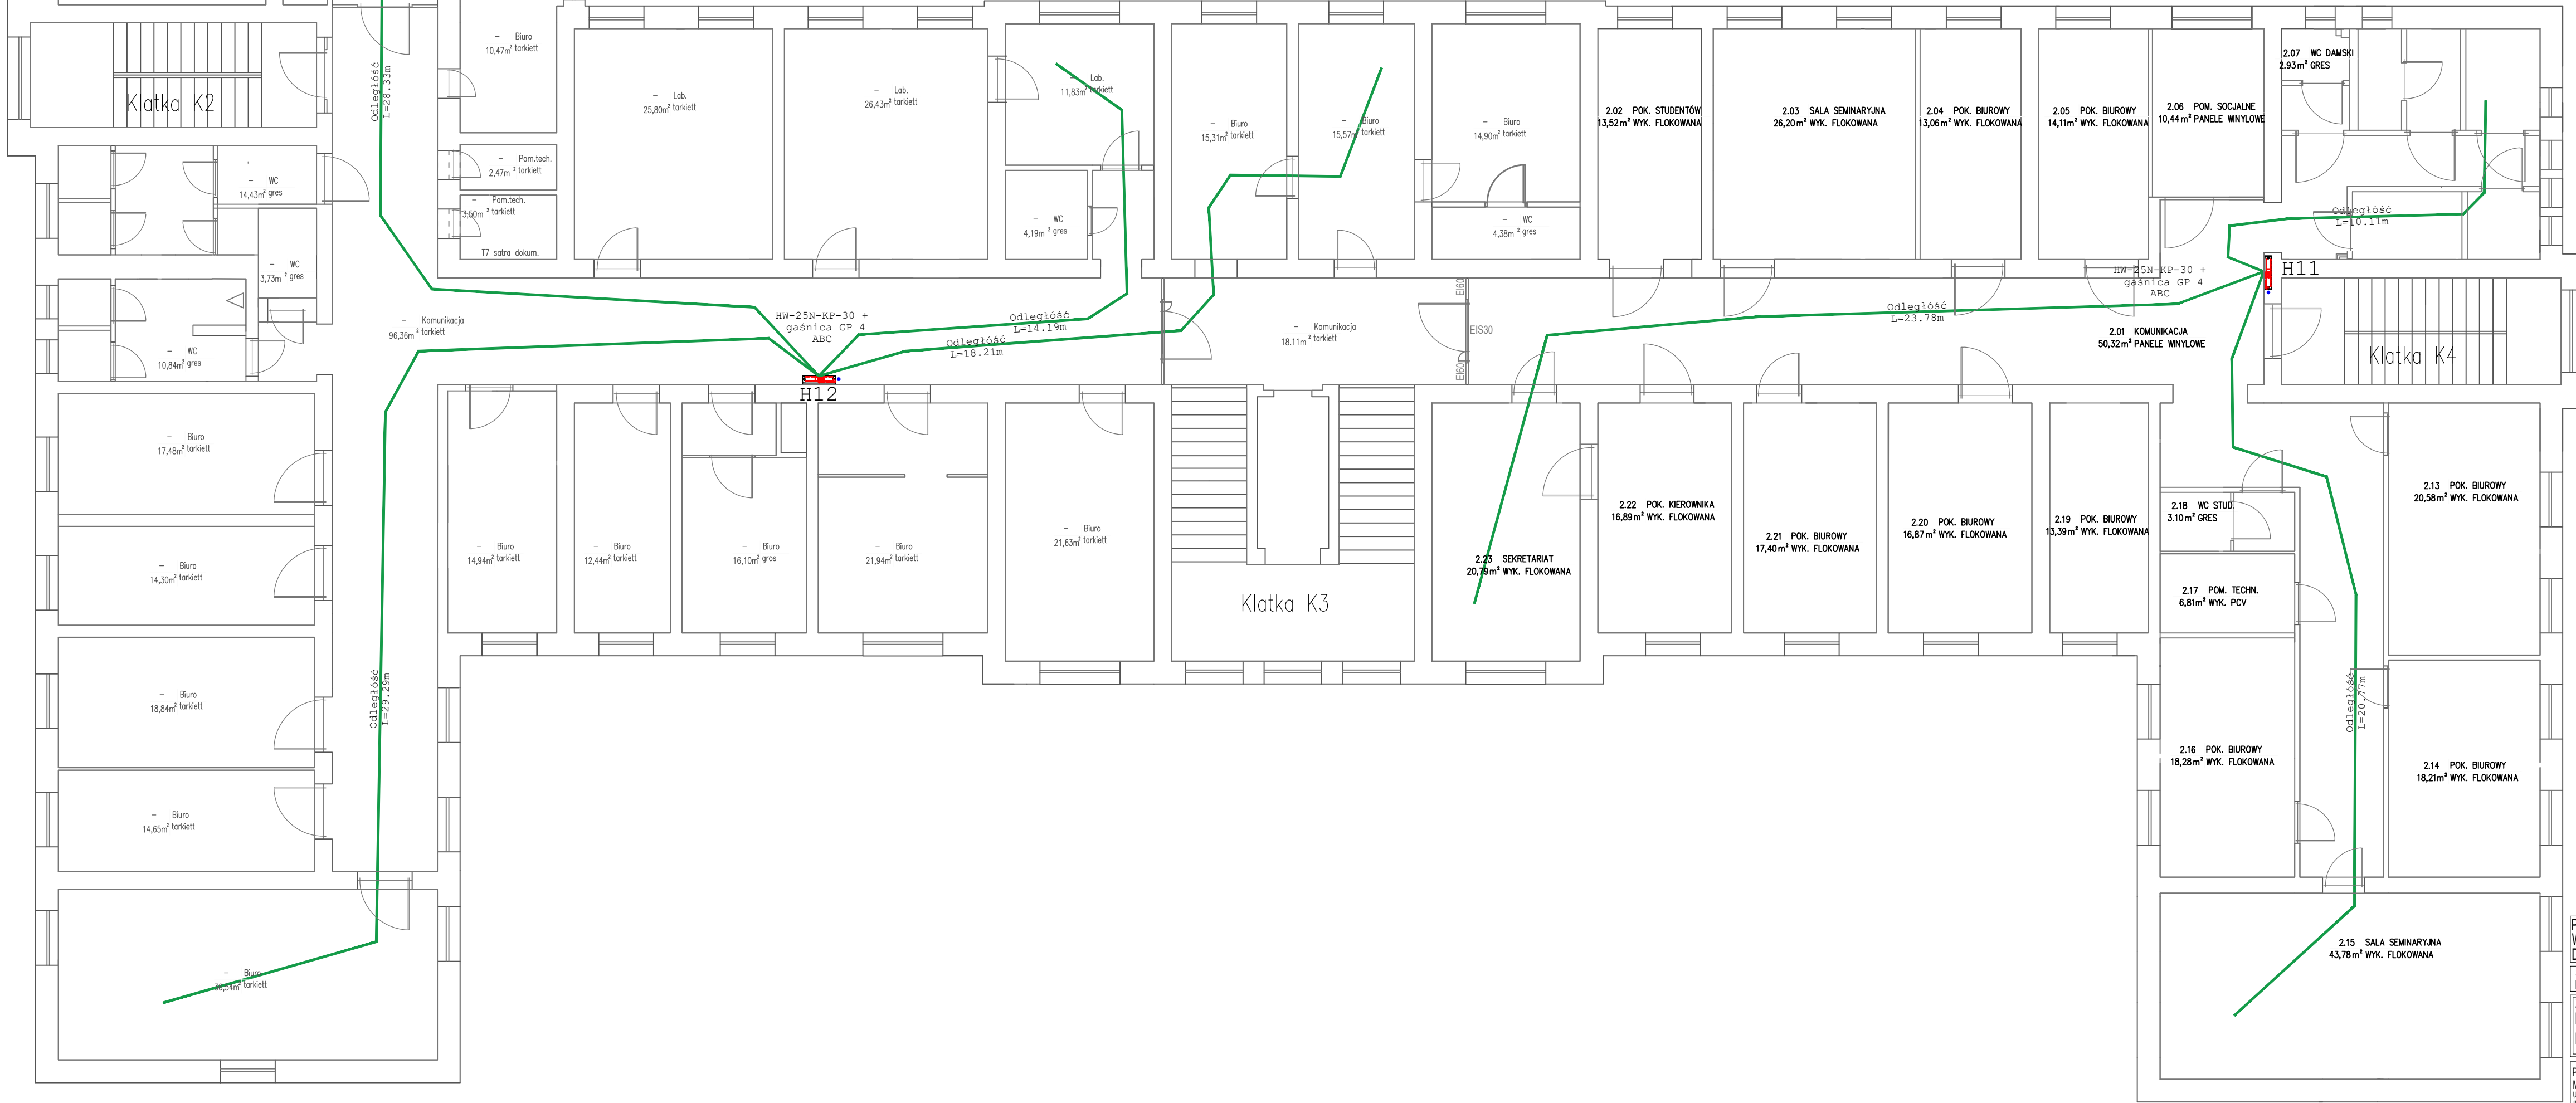 Klatka K2
Odległość
L=28.33m
– Biuro
10,47m² tarkiett
– Pom.tech.
2,47m² tarkiett
– Pom.tech.
3,50m² tarkiett
T7 satra dokum.
– WC
14,43m² gres
– WC
3,73m² gres
– WC
10,84m² gres
– Lab.
25,80m² tarkiett
– Lab.
26,43m² tarkiett
– Lab.
11,83m² tarkiett
– WC
4,19m² gres
– Biuro
15,31m² tarkiett
– Biuro
15,57m² tarkiett
– Biuro
14,90m² tarkiett
– WC
4,38m² gres
2.02 POK. STUDENTÓW
13,52m² WYK. FLOKOWANA
2.03 SALA SEMINARYJNA
26,20m² WYK. FLOKOWANA
2.04 POK. BIUROWY
13,06m² WYK. FLOKOWANA
2.05 POK. BIUROWY
14,11m² WYK. FLOKOWANA
2.06 POM. SOCJALNE
10,44m² PANELE WINYLOWE
2.07 WC DAMSKI
2.93m² GRES
Odległość
L=10.11m
H11
HW-25N-KP-30 +
gaśnica GP 4
ABC
– Komunikacja
96,36m² tarkiett
HW-25N-KP-30 +
gaśnica GP 4
ABC
H12
Odległość
L=14.19m
Odległość
L=18.21m
– Komunikacja
18.11m² tarkiett
EI60
EIS30
EI60
Odległość
L=23.78m
2.01 KOMUNIKACJA
50,32m² PANELE WINYLOWE
Klatka K4
– Biuro
17,48m² tarkiett
– Biuro
14,30m² tarkiett
– Biuro
18,84m² tarkiett
– Biuro
14,65m² tarkiett
– Biuro
tarkiett
Odległość
L=29.29m
– Biuro
14,94m² tarkiett
– Biuro
12,44m² tarkiett
– Biuro
16,10m² gros
– Biuro
21,94m² tarkiett
– Biuro
21,63m² tarkiett
Klatka K3
2.23 SEKRETARIAT
20,79m² WYK. FLOKOWANA
2.22 POK. KIEROWNIKA
16,89m² WYK. FLOKOWANA
2.21 POK. BIUROWY
17,40m² WYK. FLOKOWANA
2.20 POK. BIUROWY
16,87m² WYK. FLOKOWANA
2.19 POK. BIUROWY
13,39m² WYK. FLOKOWANA
2.18 WC STUD.
3.10m² GRES
2.17 POM. TECHN.
6,81m² WYK. PCV
2.16 POK. BIUROWY
18,28m² WYK. FLOKOWANA
Odległość
L=20.77m
2.13 POK. BIUROWY
20,58m² WYK. FLOKOWANA
2.14 POK. BIUROWY
18,21m² WYK. FLOKOWANA
2.15 SALA SEMINARYJNA
43,78m² WYK. FLOKOWANA